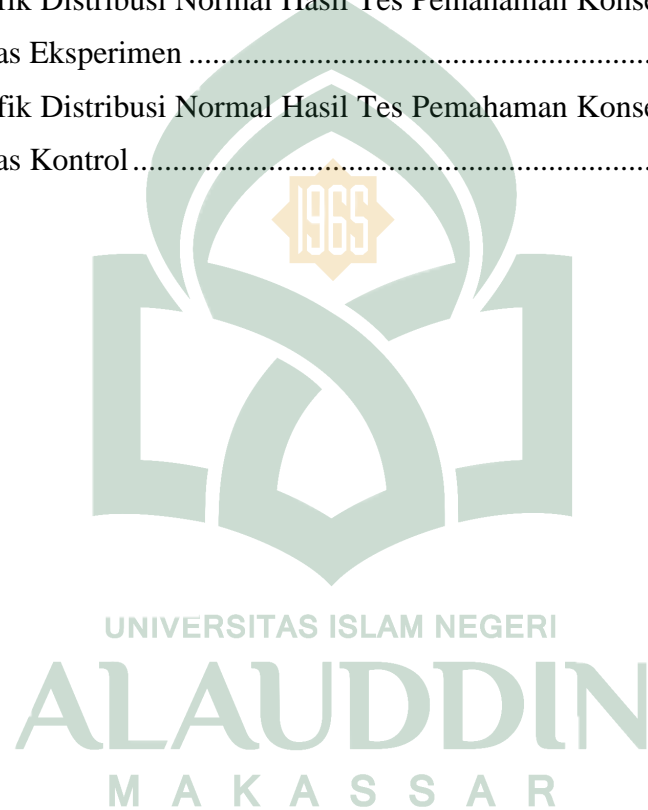 fik Distribusi Normal Hasil Tes Pemahaman Konse
as Eksperimen ........................................................
fik Distribusi Normal Hasil Tes Pemahaman Konse
as Kontrol ...............................................................
1965
UNIVERSITAS ISLAM NEGERI
ALAUDDIN
MAKASSAR